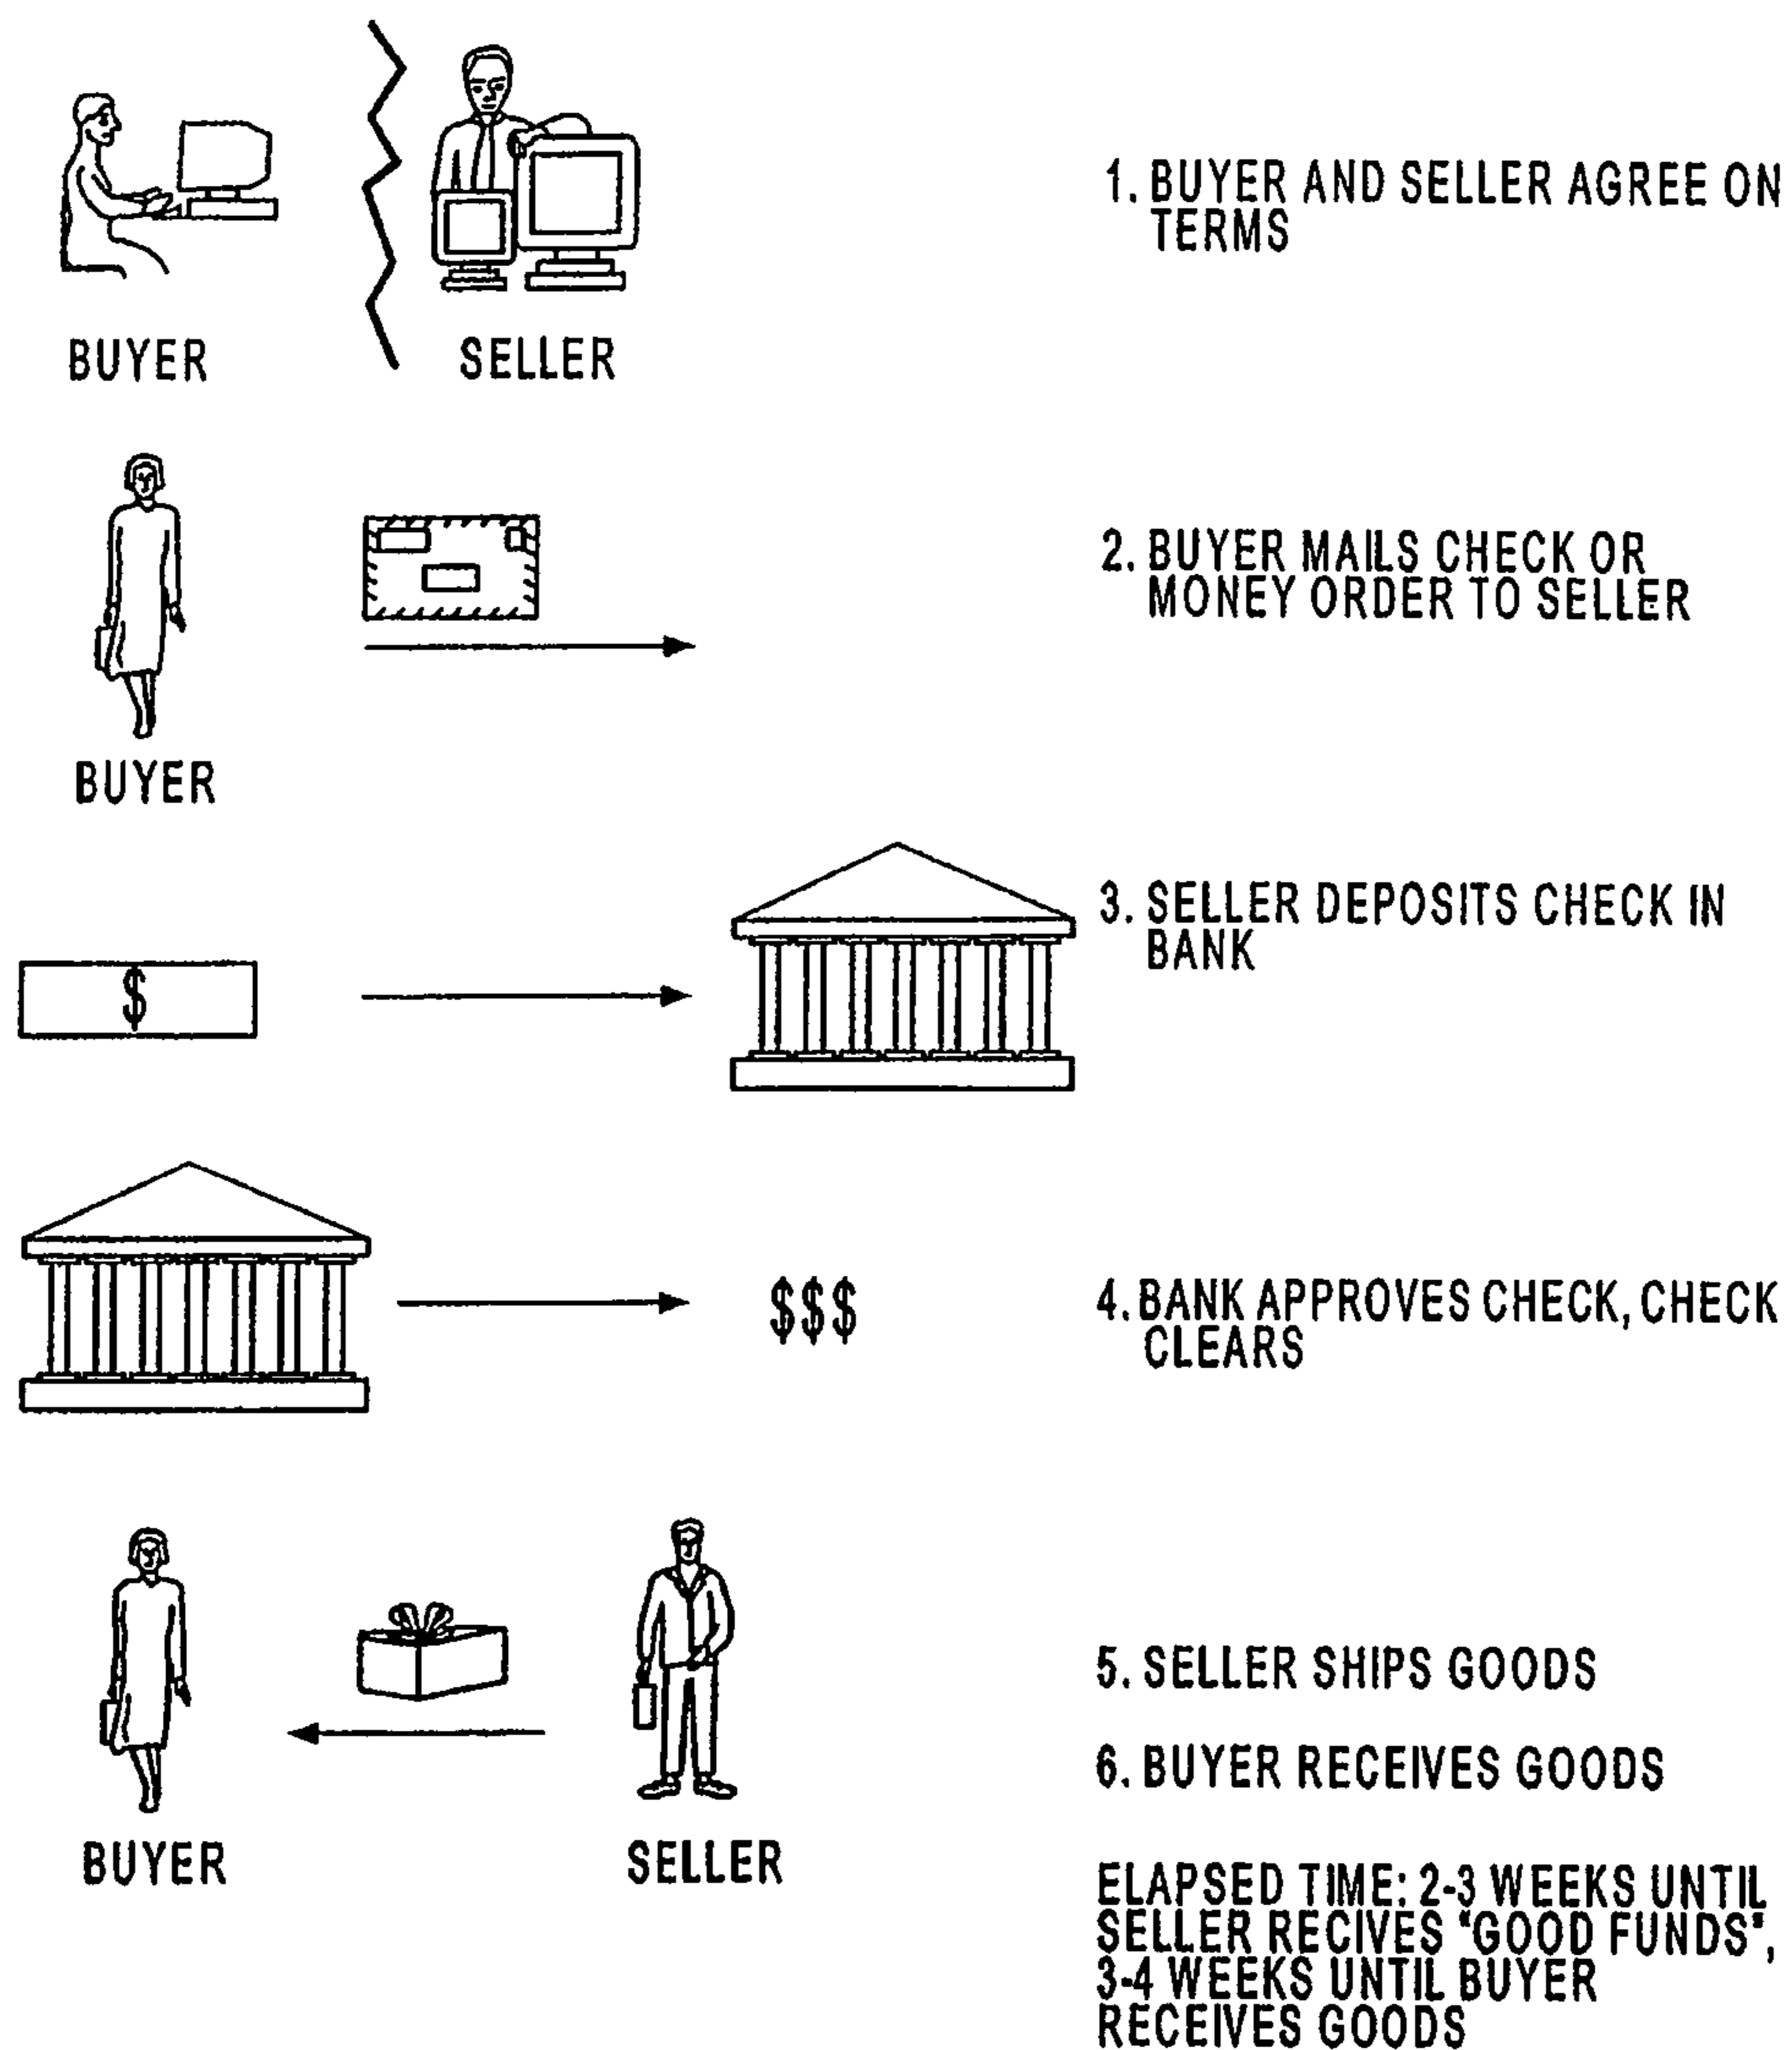 BUYER
SELLER
1. BUYER AND SELLER AGREE ON
TERMS
BUYER
2. BUYER MAILS CHECK OR
MONEY ORDER TO SELLER
$
3. SELLER DEPOSITS CHECK IN
BANK
$$$
4. BANK APPROVES CHECK, CHECK
CLEARS
BUYER
SELLER
5. SELLER SHIPS GOODS
6. BUYER RECEIVES GOODS
ELAPSED TIME: 2-3 WEEKS UNTIL
SELLER RECIVES "GOOD FUNDS",
3-4 WEEKS UNTIL BUYER
RECEIVES GOODS